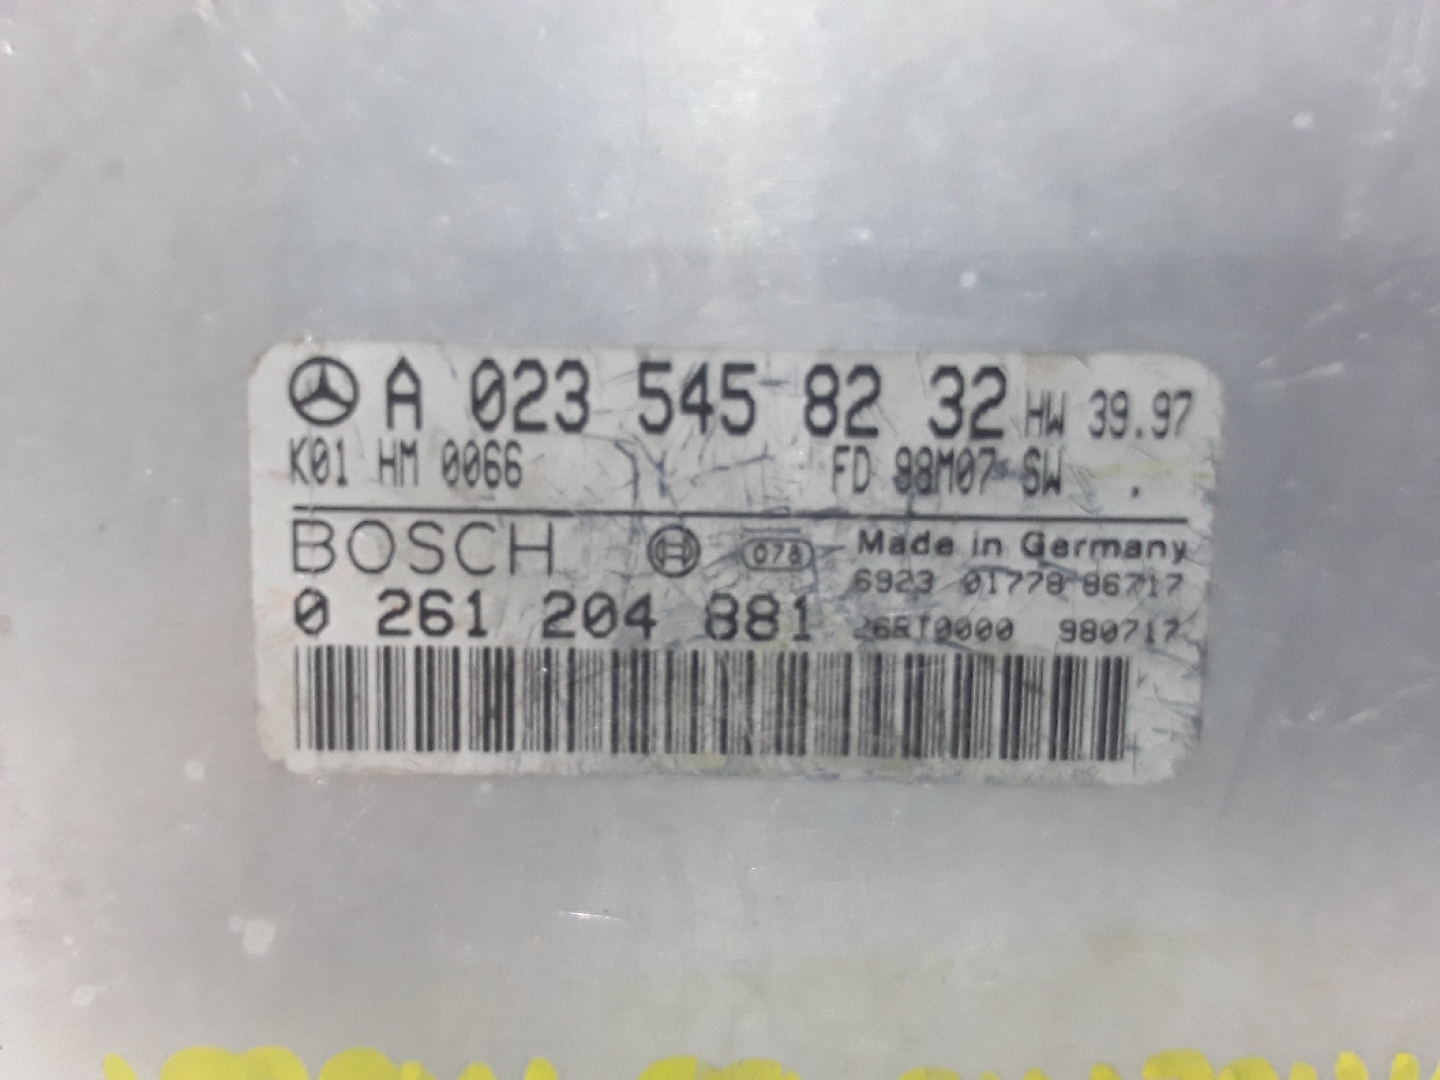 A 023 545 82 32 HW 39.97
K01 HM 0066 FD 98M07 SW .
BOSCH 078 Made in Germany
6923 01778 86717
0 261 204 881 26RT0000 980717